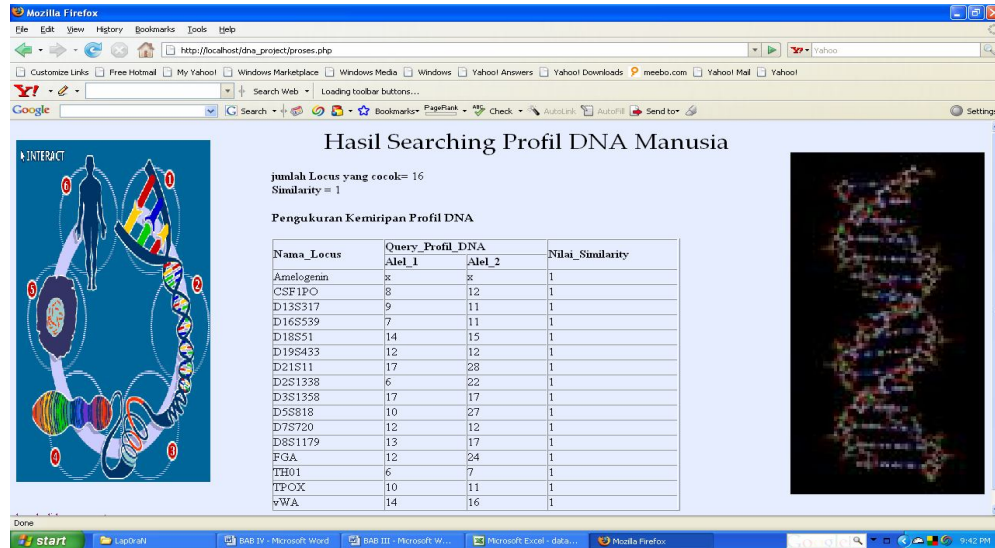 Mozilla Firefox
File Edit View History Bookmarks Tools Help
http://localhost/dna_project/proses.php
Yahoo
Customize Links Free Hotmail My Yahoo! Windows Marketplace Windows Media Windows Yahoo! Answers Yahoo! Downloads meebo.com Yahoo! Mail Yahoo!
Y! Search Web Loading toolbar buttons...
Google G Search Bookmarks PageRank Check AutoLink AutoFill Send to Settings
Hasil Searching Profil DNA Manusia
INTERACT
jumlah Locus yang cocok= 16
Similarity = 1
Pengukuran Kemiripan Profil DNA
Nama_Locus Query_Profil_DNA Nilai_Similarity
Alel_1 Alel_2
Amelogenin x x 1
CSF1PO 8 12 1
D13S317 9 11 1
D16S539 7 11 1
D18S51 14 15 1
D19S433 12 12 1
D21S11 17 28 1
D2S1338 6 22 1
D3S1358 17 17 1
D5S818 10 27 1
D7S720 12 12 1
D8S1179 13 17 1
FGA 12 24 1
TH01 6 7 1
TPOX 10 11 1
vWA 14 16 1
6 1
5 2
4 3
Done
start LapOraN BAB IV - Microsoft Word BAB III - Microsoft W... Microsoft Excel - data... Mozilla Firefox 9:42 PM